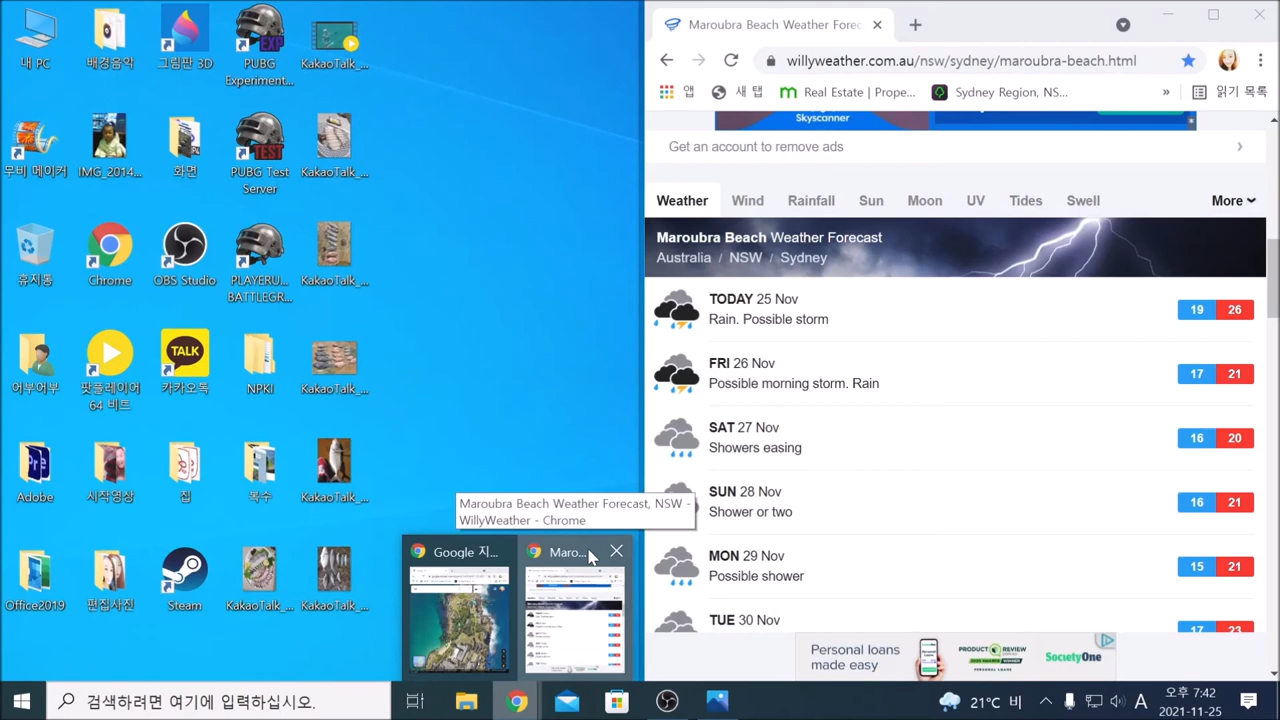 내 PC
배경음악
그림판 3D
PUBG
Experiment...
KakaoTalk_...
무비 메이커
IMG_2014...
화면
PUBG Test
Server
KakaoTalk_...
휴지통
Chrome
OBS Studio
PLAYERU...
BATTLEGR...
KakaoTalk_...
어부어부
팟플레이어
64 비트
카카오톡
NPKI
KakaoTalk_...
Adobe
시작영상
집
복수
KakaoTalk_...
Office2019
편집사진
Steam
KakaoTalk_...
KakaoTalk_...
EXP
TEST
TALK
Maroubra Beach Weather Forec
willyweather.com.au/nsw/sydney/maroubra-beach.html
앱
새 탭
Real Estate | Prope...
Sydney Region, NS...
»
읽기 목록
Skyscanner
Get an account to remove ads
Weather Wind Rainfall Sun Moon UV Tides Swell More
Maroubra Beach Weather Forecast
Australia / NSW / Sydney
TODAY 25 Nov
Rain. Possible storm
19 26
FRI 26 Nov
Possible morning storm. Rain
17 21
SAT 27 Nov
Showers easing
16 20
SUN 28 Nov
Shower or two
16 21
MON 29 Nov
Possible shower
15 21
TUE 30 Nov
Personal loans
made easy
PRODUCT
REVIEW
Maroubra Beach Weather Forecast, NSW -
WillyWeather - Chrome
Google 지...
Maro...
검색하려면 여기에 입력하십시오.
21°C 비
A
오후 7:42
2021-11-25